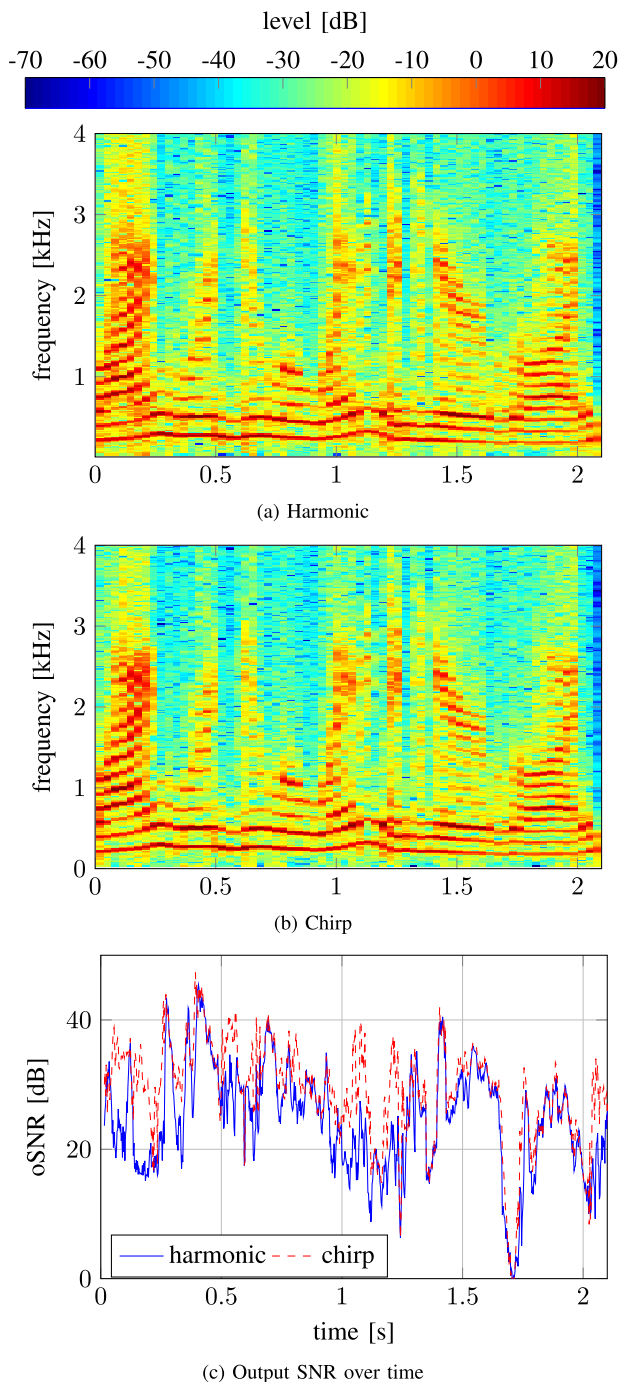 level [dB]
-70 -60 -50 -40 -30 -20 -10 0 10 20
4
3
2
1
frequency [kHz]
0 0.5 1 1.5 2
(a) Harmonic
4
3
2
1
0
frequency [kHz]
0 0.5 1 1.5 2
(b) Chirp
40
20
0
oSNR [dB]
harmonic chirp
0 0.5 1 1.5 2
time [s]
(c) Output SNR over time